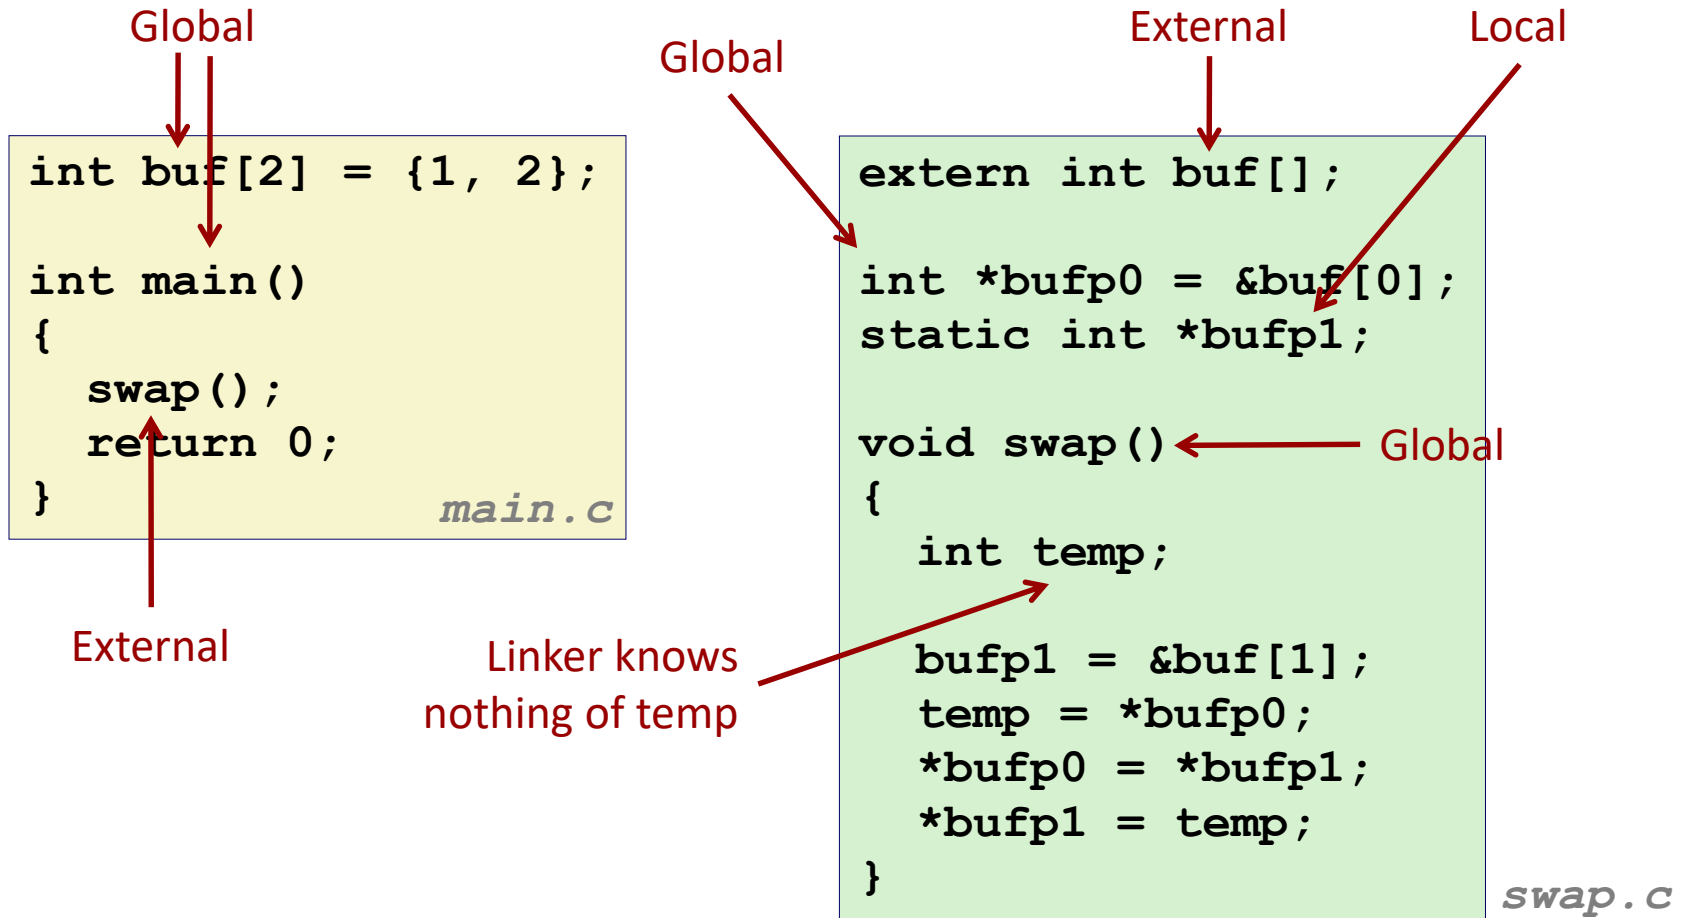 Global
int buf[2] = {1, 2};
int main()
{
swap();
return 0;
}
main.c
External
Global
External
Local
extern int buf[];
int *bufp0 = &buf[0];
static int *bufp1;
void swap()
Global
{
int temp;
Linker knows
nothing of temp
bufp1 = &buf[1];
temp = *bufp0;
*bufp0 = *bufp1;
*bufp1 = temp;
}
swap.c